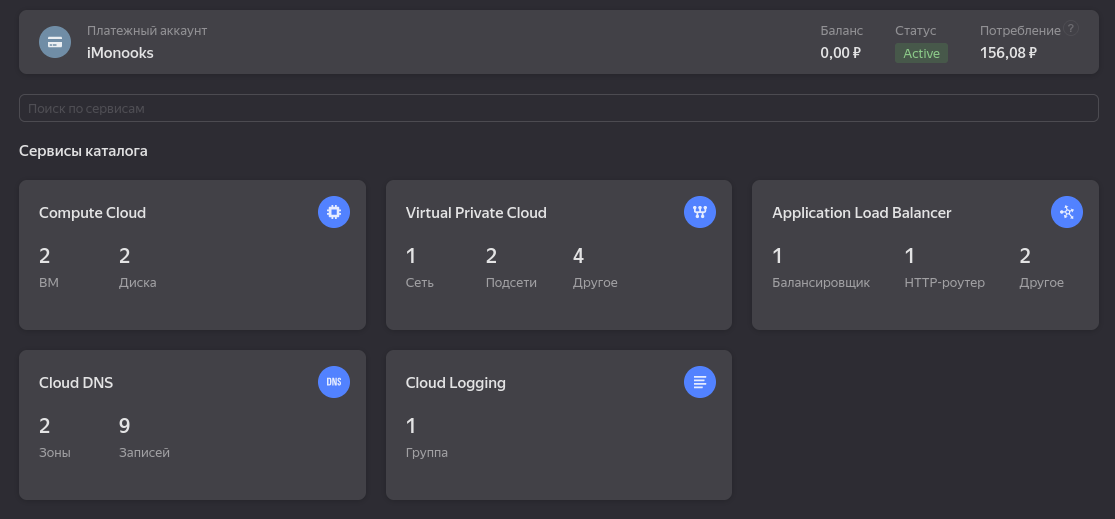 Платежный аккаунт
iMonooks
Баланс
0,00 ₽
Статус
Active
Потребление ?
156,08 ₽
Поиск по сервисам
Сервисы каталога
Compute Cloud
2
ВМ
2
Диска
Virtual Private Cloud
1
Сеть
2
Подсети
4
Другое
Application Load Balancer
1
Балансировщик
1
HTTP-роутер
2
Другое
Cloud DNS
DNS
2
Зоны
9
Записей
Cloud Logging
1
Группа